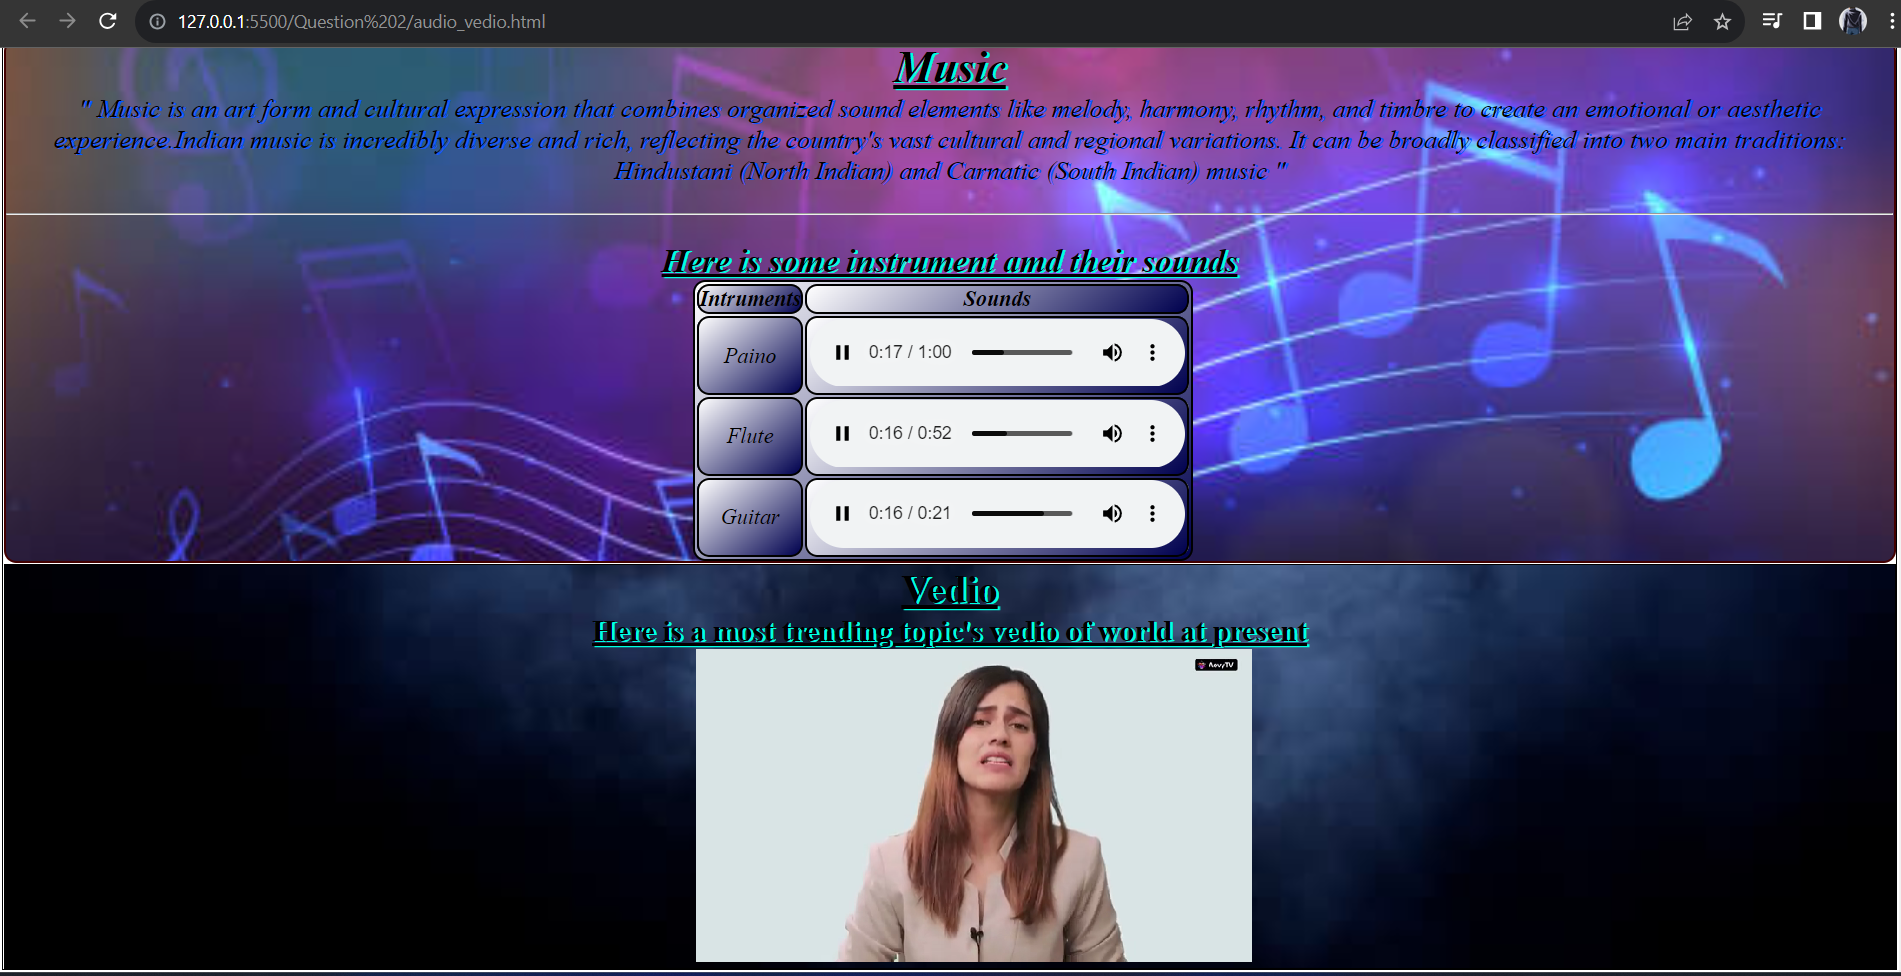 127.0.0.1:5500/Question%202/audio_vedio.html
Music
" Music is an art form and cultural expression that combines organized sound elements like melody, harmony, rhythm, and timbre to create an emotional or aesthetic
experience.Indian music is incredibly diverse and rich, reflecting the country's vast cultural and regional variations. It can be broadly classified into two main traditions:
Hindustani (North Indian) and Carnatic (South Indian) music "
Here is some instrument amd their sounds
Intruments Sounds
Paino 0:17 / 1:00
Flute 0:16 / 0:52
Guitar 0:16 / 0:21
Vedio
Here is a most trending topic's vedio of world at present
AevyTV